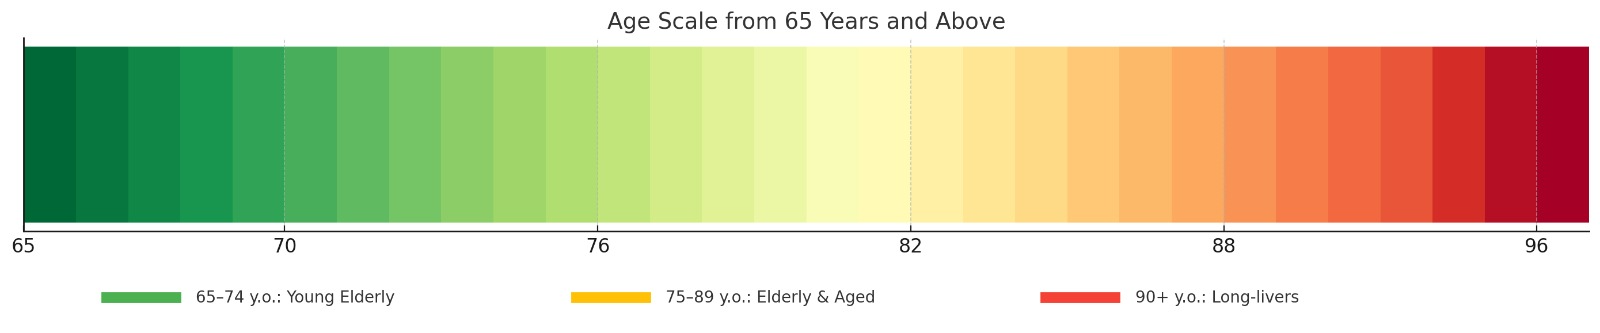 Age Scale from 65 Years and Above
65 70 76 82 88 96
65–74 y.o.: Young Elderly 75–89 y.o.: Elderly & Aged 90+ y.o.: Long-livers